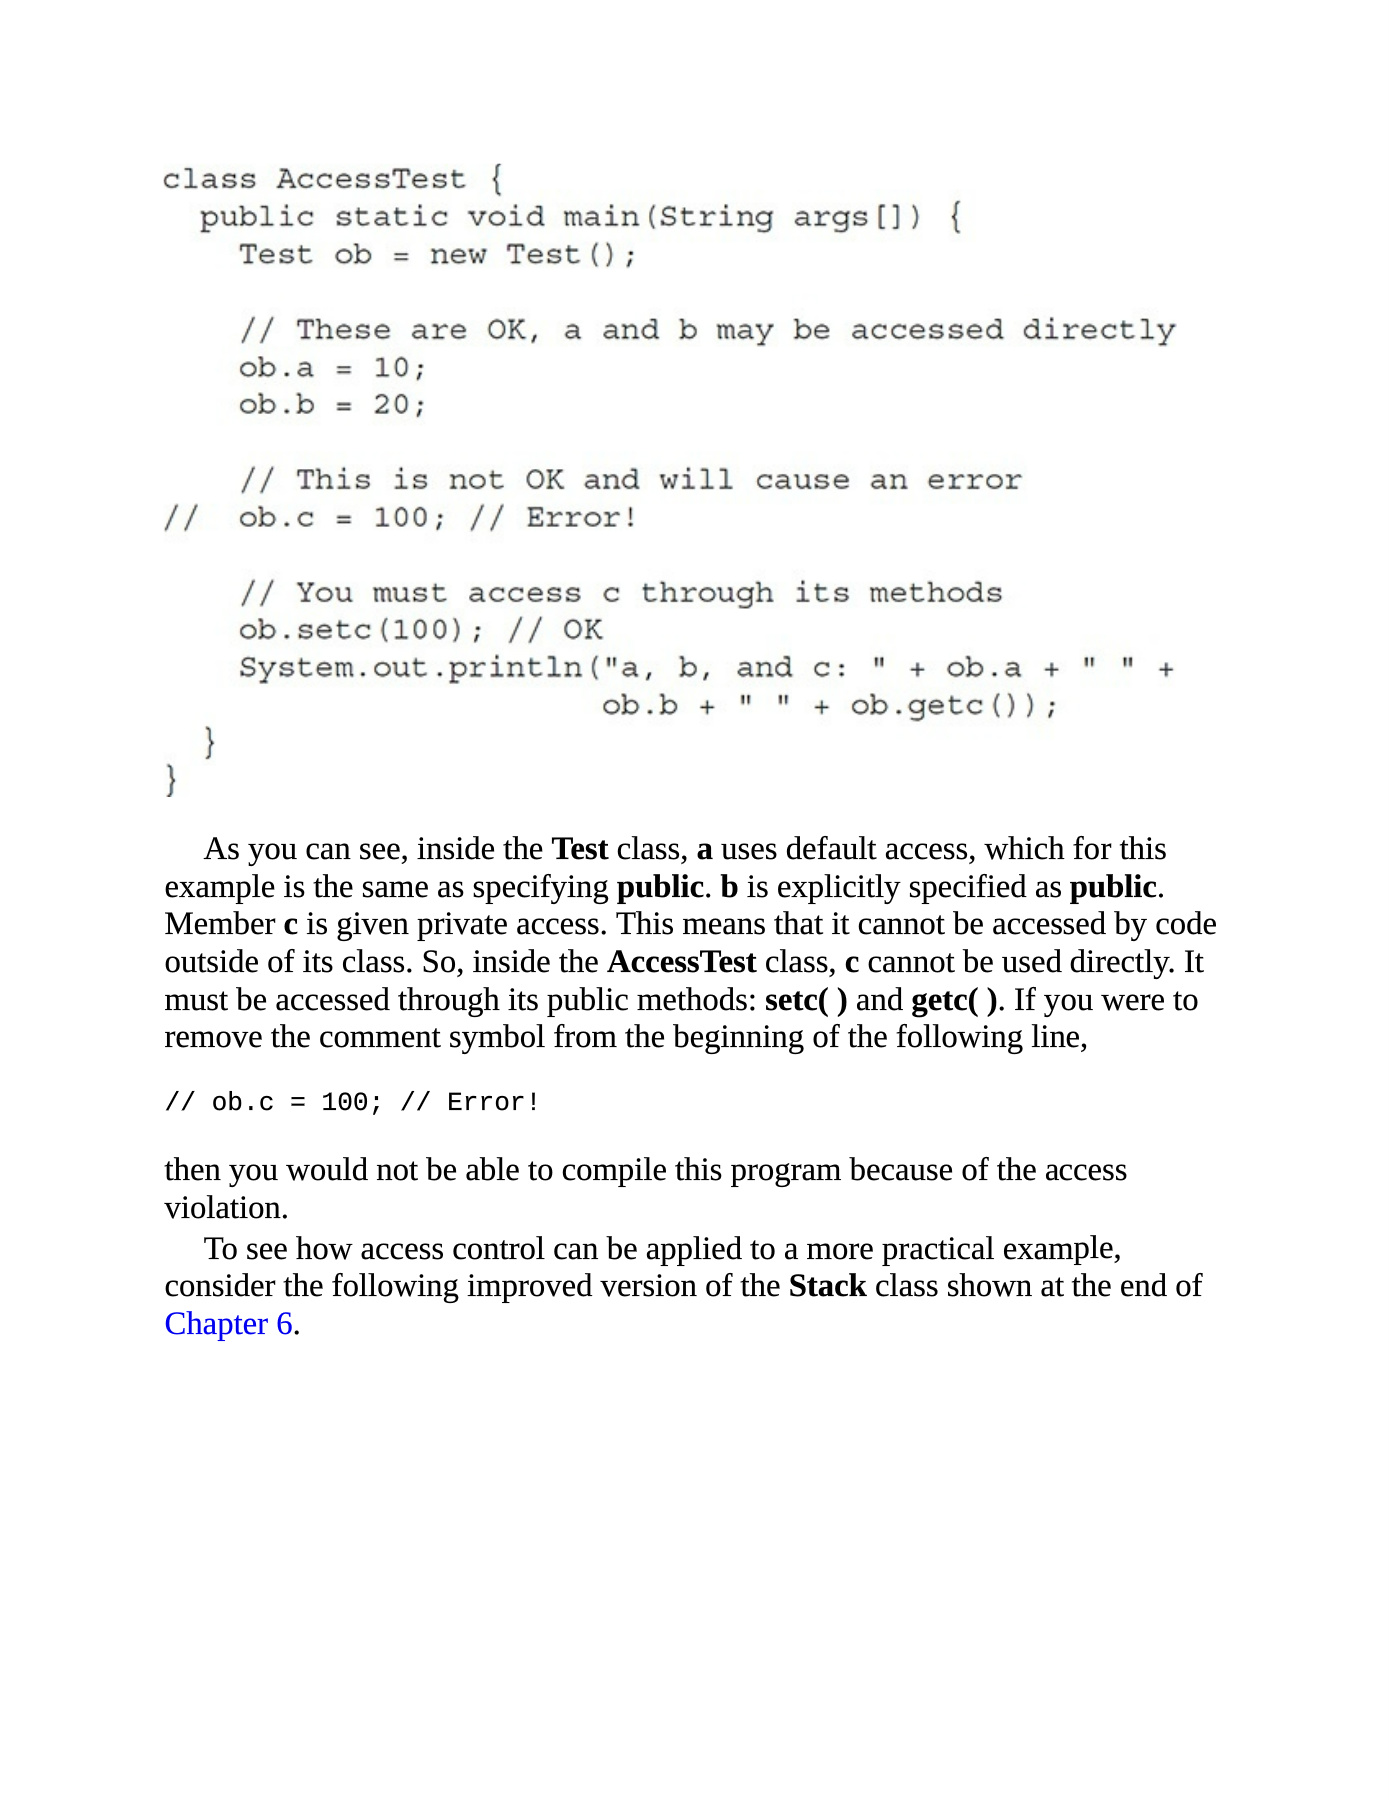 class AccessTest {
  public static void main(String args[]) {
    Test ob = new Test();

    // These are OK, a and b may be accessed directly
    ob.a = 10;
    ob.b = 20;

    // This is not OK and will cause an error
//  ob.c = 100; // Error!

    // You must access c through its methods
    ob.setc(100); // OK
    System.out.println("a, b, and c: " + ob.a + " " +
                       ob.b + " " + ob.getc());
  }
}
As you can see, inside the Test class, a uses default access, which for this
example is the same as specifying public. b is explicitly specified as public.
Member c is given private access. This means that it cannot be accessed by code
outside of its class. So, inside the AccessTest class, c cannot be used directly. It
must be accessed through its public methods: setc( ) and getc( ). If you were to
remove the comment symbol from the beginning of the following line,
// ob.c = 100; // Error!
then you would not be able to compile this program because of the access
violation.
To see how access control can be applied to a more practical example,
consider the following improved version of the Stack class shown at the end of
Chapter 6.